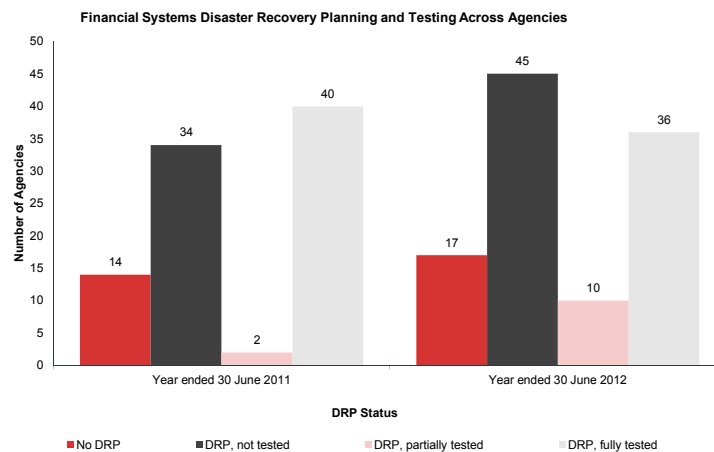 Financial Systems Disaster Recovery Planning and Testing Across Agencies
50
45
40
35
30
25
20
15
10
5
0
Number of Agencies
14
34
2
40
17
45
10
36
Year ended 30 June 2011
Year ended 30 June 2012
DRP Status
No DRP
DRP, not tested
DRP, partially tested
DRP, fully tested